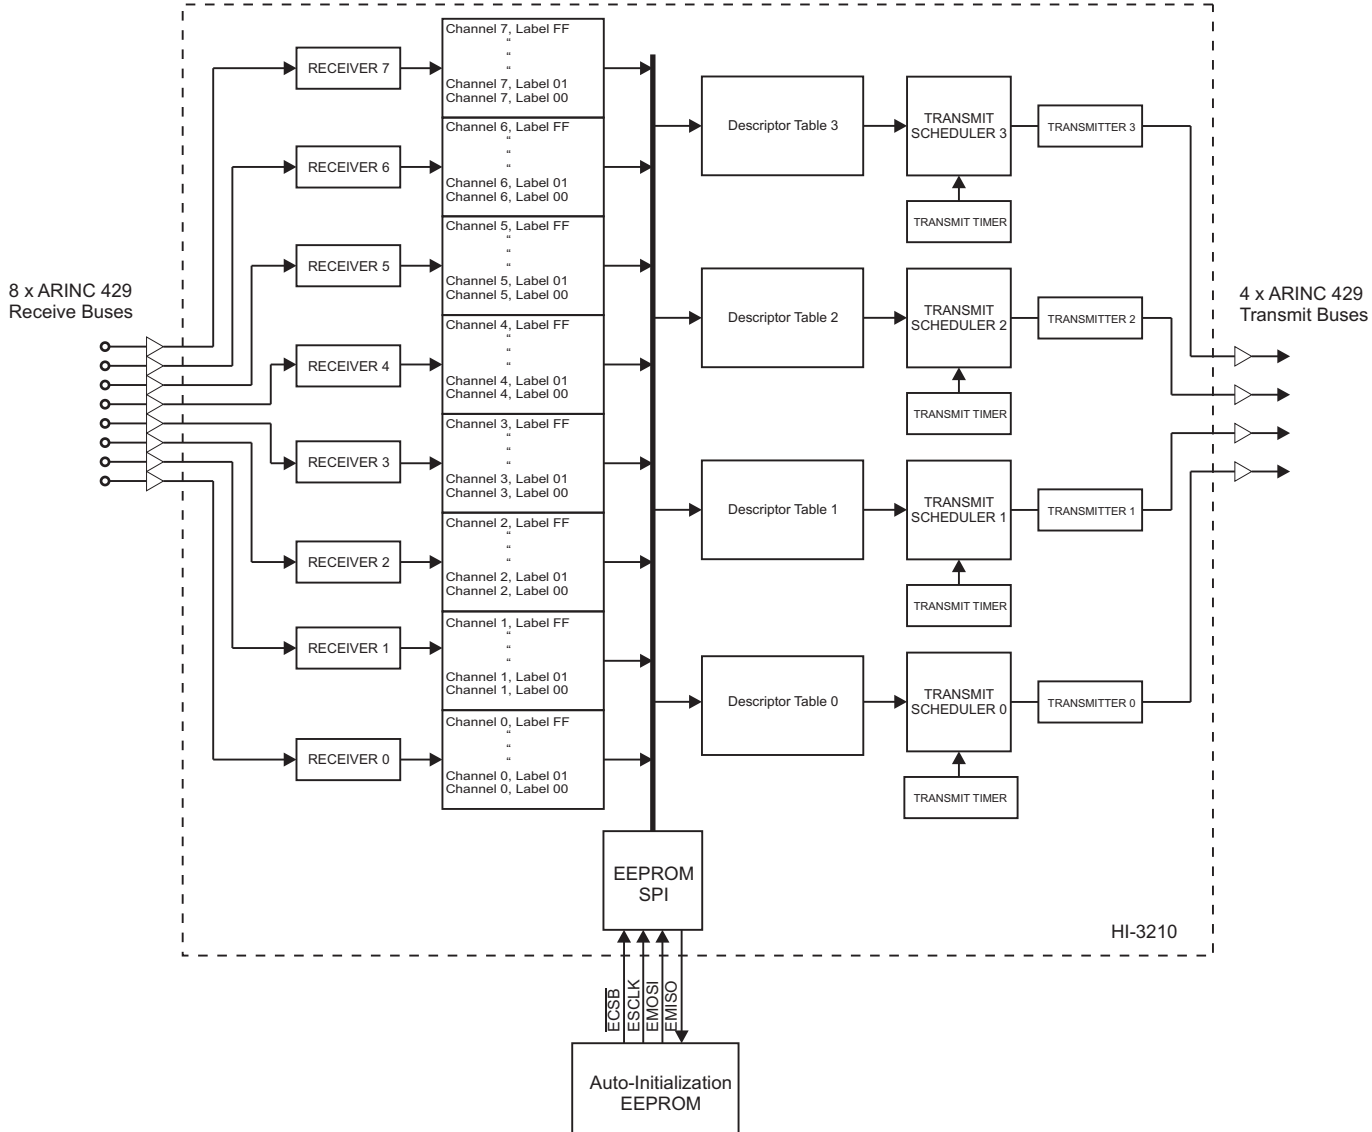 8 x ARINC 429
Receive Buses
RECEIVER 7
RECEIVER 6
RECEIVER 5
RECEIVER 4
RECEIVER 3
RECEIVER 2
RECEIVER 1
RECEIVER 0
Channel 7, Label FF
“
“
“
Channel 7, Label 01
Channel 7, Label 00
Channel 6, Label FF
“
“
“
Channel 6, Label 01
Channel 6, Label 00
Channel 5, Label FF
“
“
“
Channel 5, Label 01
Channel 5, Label 00
Channel 4, Label FF
“
“
“
Channel 4, Label 01
Channel 4, Label 00
Channel 3, Label FF
“
“
“
Channel 3, Label 01
Channel 3, Label 00
Channel 2, Label FF
“
“
“
Channel 2, Label 01
Channel 2, Label 00
Channel 1, Label FF
“
“
“
Channel 1, Label 01
Channel 1, Label 00
Channel 0, Label FF
“
“
“
Channel 0, Label 01
Channel 0, Label 00
Descriptor Table 3
TRANSMIT
SCHEDULER 3
TRANSMITTER 3
TRANSMIT TIMER
Descriptor Table 2
TRANSMIT
SCHEDULER 2
TRANSMITTER 2
TRANSMIT TIMER
Descriptor Table 1
TRANSMIT
SCHEDULER 1
TRANSMITTER 1
TRANSMIT TIMER
Descriptor Table 0
TRANSMIT
SCHEDULER 0
TRANSMITTER 0
TRANSMIT TIMER
4 x ARINC 429
Transmit Buses
EEPROM
SPI
HI-3210
ECSB
ESCLK
EMOSI
EMISO
Auto-Initialization
EEPROM